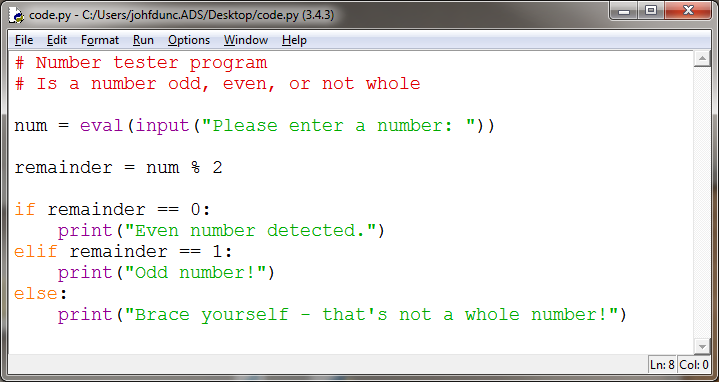 code.py - C:/Users/johfdunc.ADS/Desktop/code.py (3.4.3)
File Edit Format Run Options Window Help
# Number tester program
# Is a number odd, even, or not whole
num = eval(input("Please enter a number: "))
remainder = num % 2
if remainder == 0:
    print("Even number detected.")
elif remainder == 1:
    print("Odd number!")
else:
    print("Brace yourself - that's not a whole number!")
Ln: 8 Col: 0